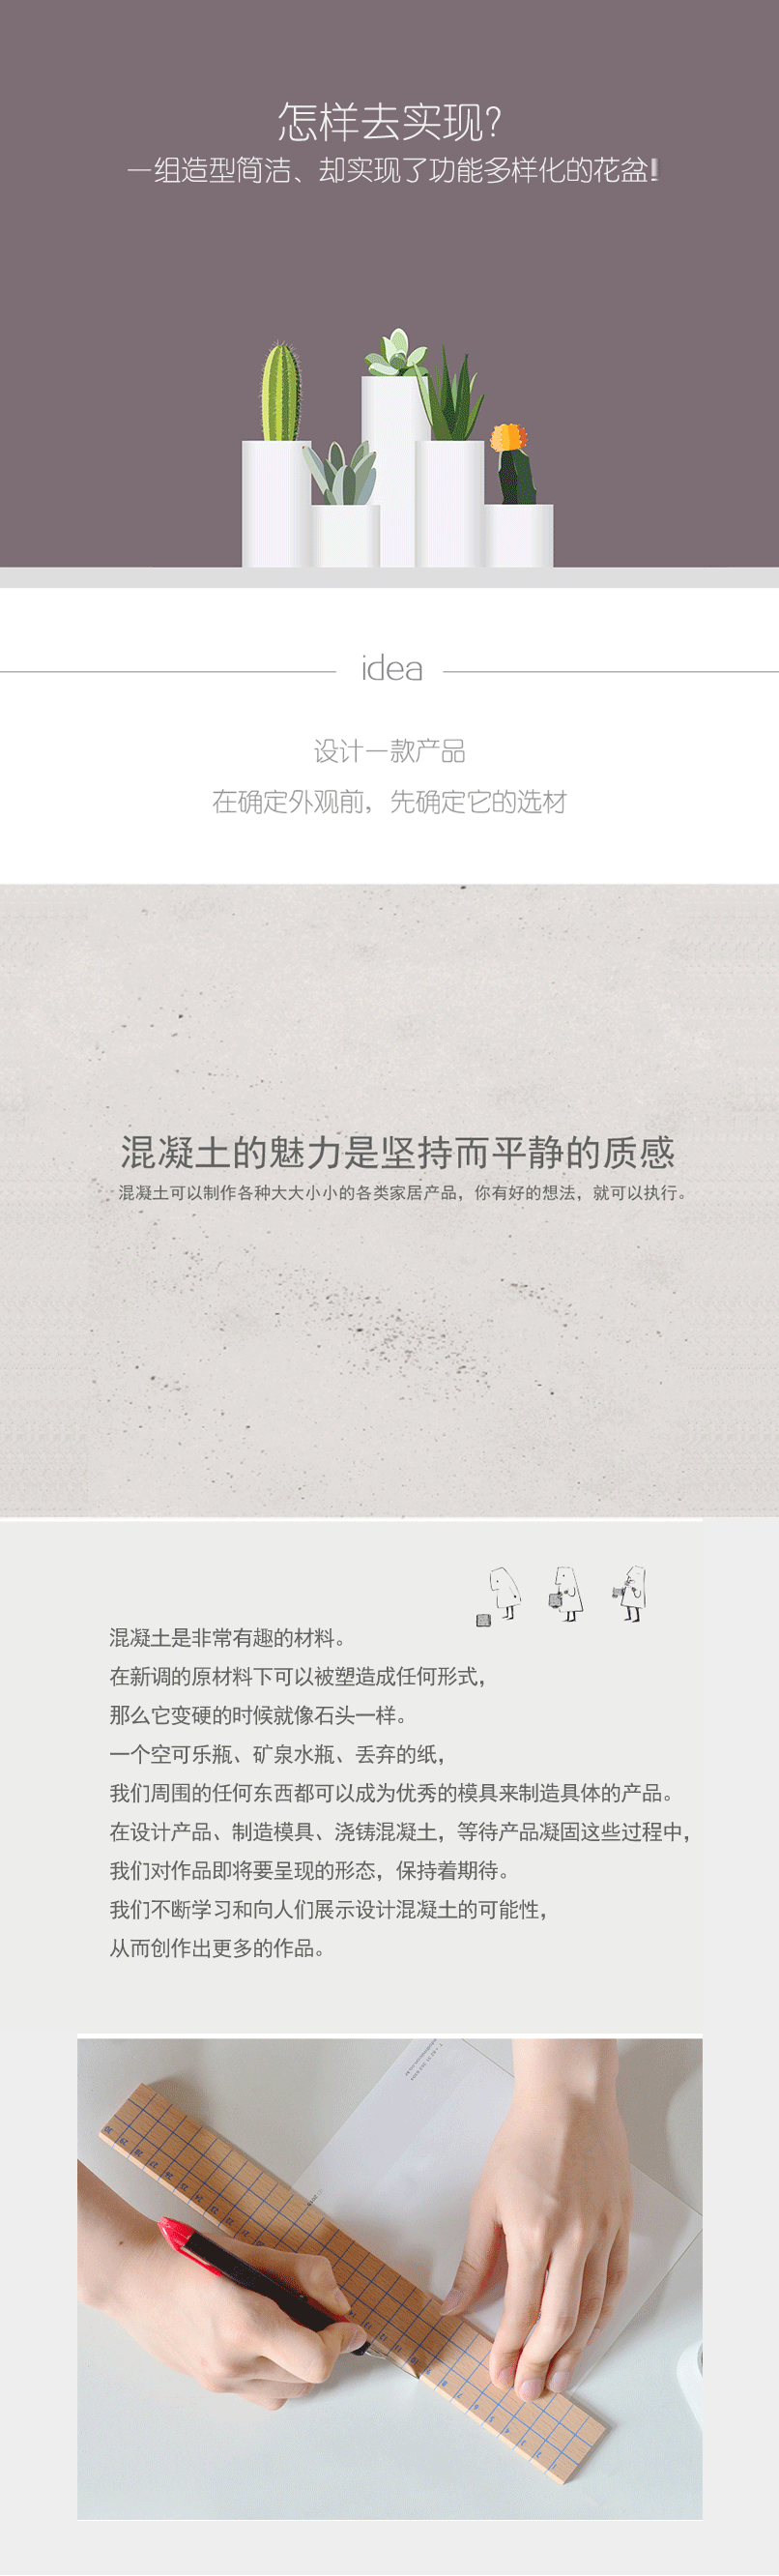 怎样去实现?
一组造型简洁、却实现了功能多样化的花盆!
idea
设计一款产品
在确定外观前，先确定它的选材
混凝土的魅力是坚持而平静的质感
混凝土可以制作各种大大小小的各类家居产品，你有好的想法，就可以执行。
混凝土是非常有趣的材料。
在新调的原材料下可以被塑造成任何形式，
那么它变硬的时候就像石头一样。
一个空可乐瓶、矿泉水瓶、丢弃的纸，
我们周围的任何东西都可以成为优秀的模具来制造具体的产品。
在设计产品、制造模具、浇铸混凝土，等待产品凝固这些过程中，
我们对作品即将要呈现的形态，保持着期待。
我们不断学习和向人们展示设计混凝土的可能性，
从而创作出更多的作品。